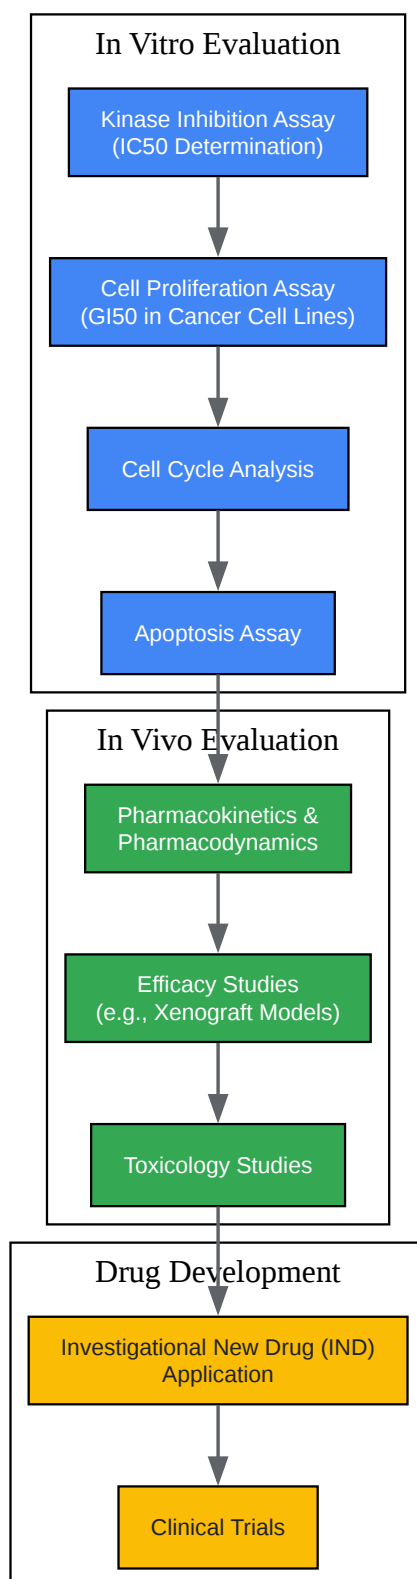 In Vitro Evaluation
Kinase Inhibition Assay
(IC50 Determination)
Cell Proliferation Assay
(GI50 in Cancer Cell Lines)
Cell Cycle Analysis
Apoptosis Assay
In Vivo Evaluation
Pharmacokinetics &
Pharmacodynamics
Efficacy Studies
(e.g., Xenograft Models)
Toxicology Studies
Drug Development
Investigational New Drug (IND)
Application
Clinical Trials